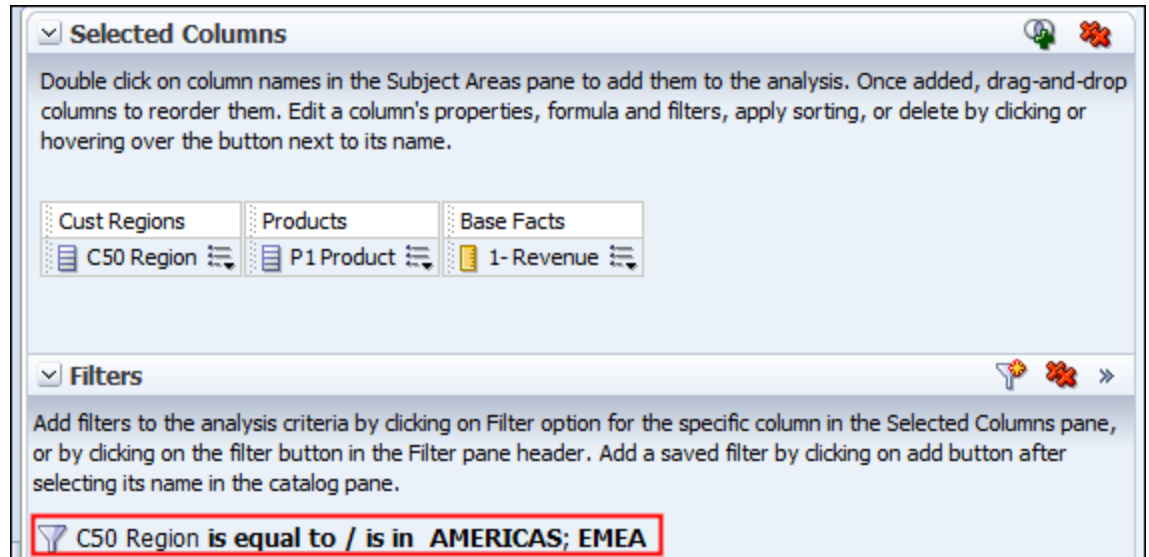 Selected Columns
Double click on column names in the Subject Areas pane to add them to the analysis. Once added, drag-and-drop
columns to reorder them. Edit a column's properties, formula and filters, apply sorting, or delete by clicking or
hovering over the button next to its name.
Cust Regions Products Base Facts
C50 Region P1 Product 1- Revenue
Filters
Add filters to the analysis criteria by clicking on Filter option for the specific column in the Selected Columns pane,
or by clicking on the filter button in the Filter pane header. Add a saved filter by clicking on add button after
selecting its name in the catalog pane.
C50 Region is equal to / is in AMERICAS; EMEA